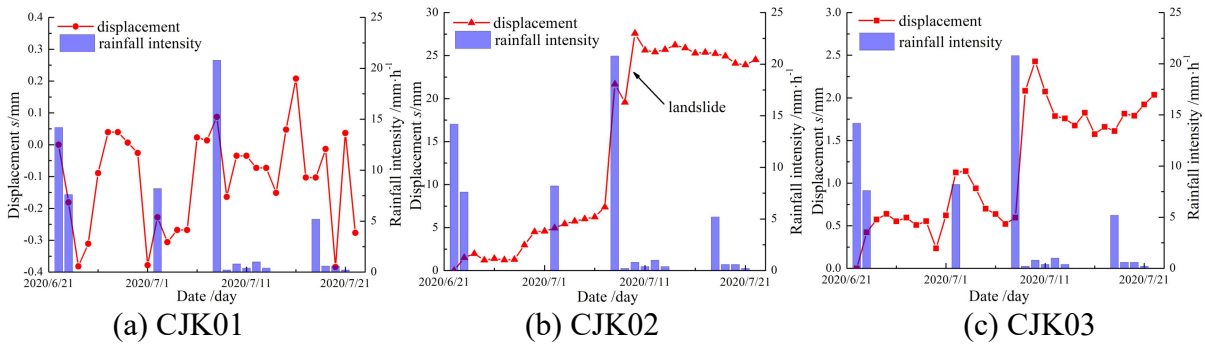 displacement
rainfall intensity
0.4
0.3
0.2
0.1
0.0
-0.1
-0.2
-0.3
-0.4
Displacement s/mm
25
20
15
10
5
0
Rainfall intensity /mm·h⁻¹
2020/6/21
2020/7/1
2020/7/11
2020/7/21
Date /day
(a) CJK01
displacement
rainfall intensity
landslide
30
25
20
15
10
5
0
Displacement s/mm
25
20
15
10
5
0
Rainfall intensity /mm·h⁻¹
2020/6/21
2020/7/1
2020/7/11
2020/7/21
Date /day
(b) CJK02
displacement
rainfall intensity
3.0
2.5
2.0
1.5
1.0
0.5
0.0
Displacement s/mm
25
20
15
10
5
0
Rainfall intensity /mm·h⁻¹
2020/6/21
2020/7/1
2020/7/11
2020/7/21
Date /day
(c) CJK03